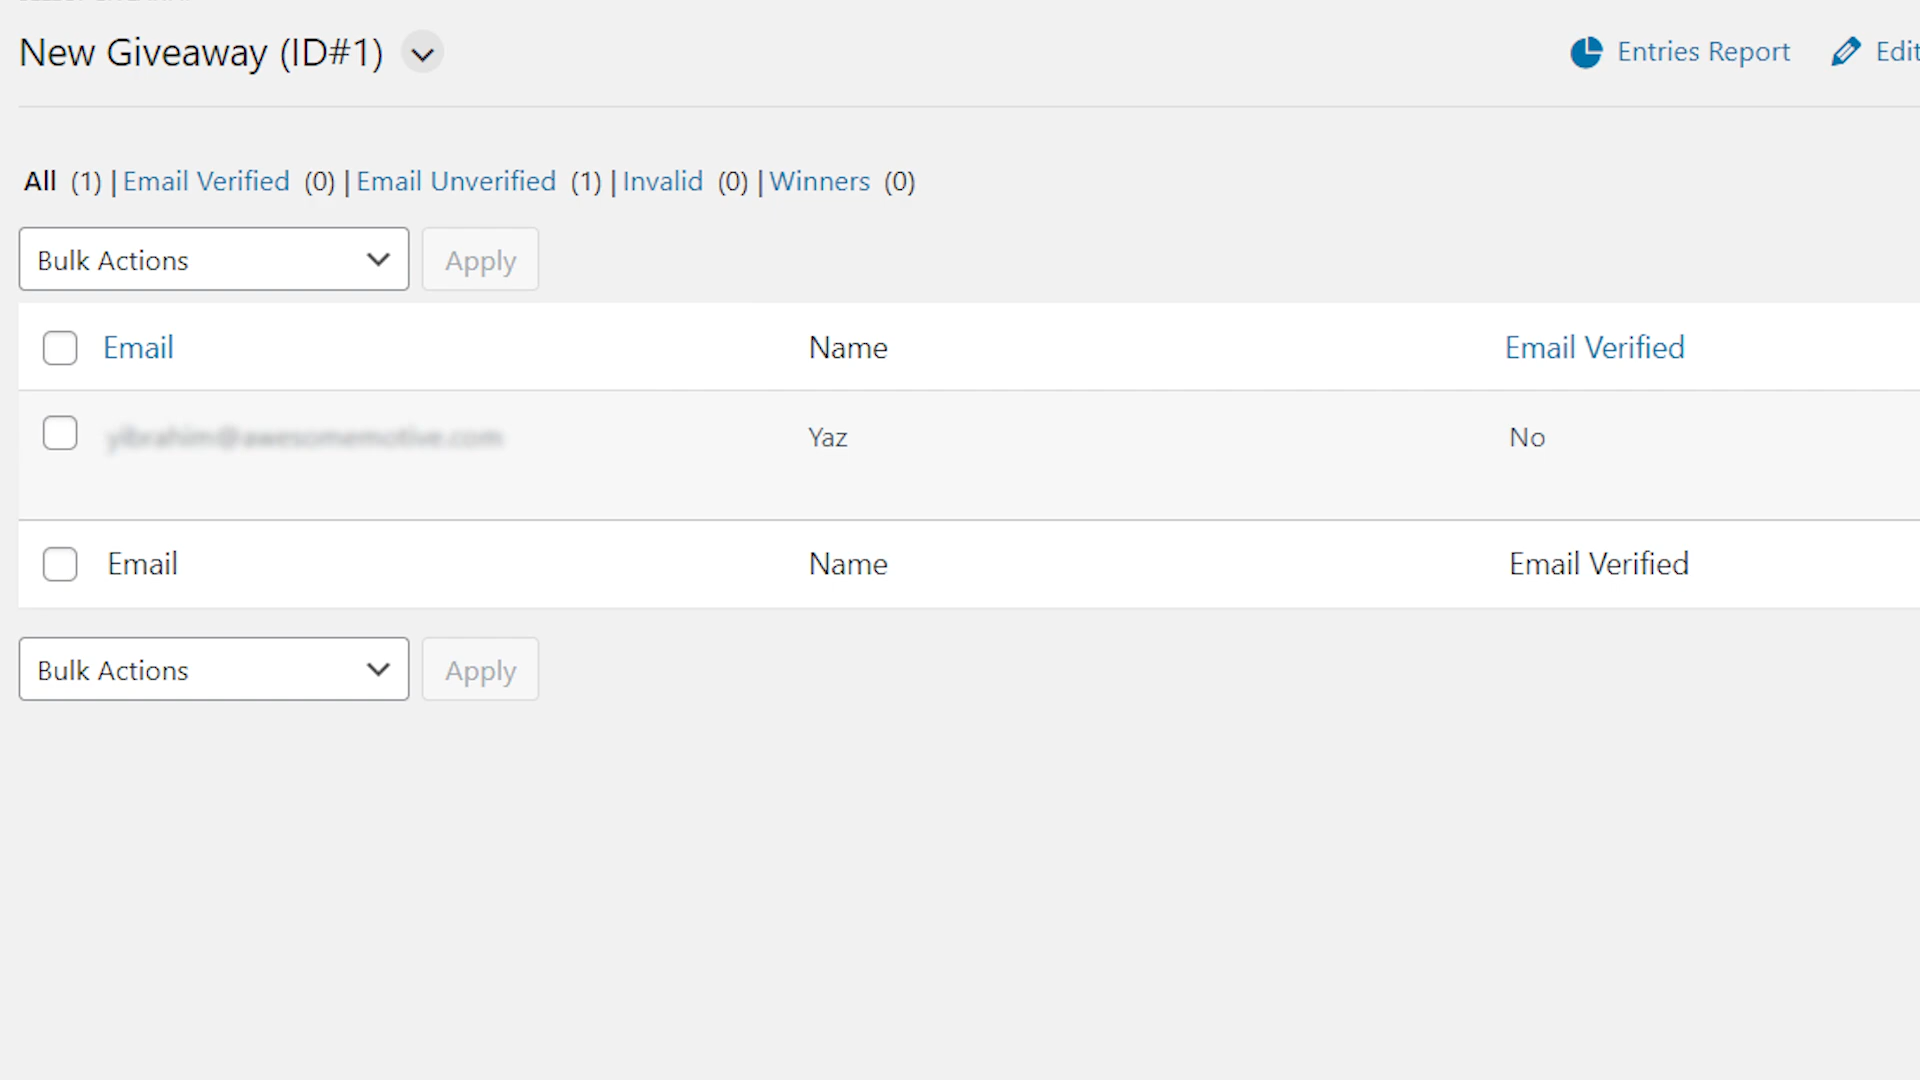 New Giveaway (ID#1)
Entries Report
Edit
All (1) | Email Verified (0) | Email Unverified (1) | Invalid (0) | Winners (0)
Bulk Actions
Apply
Email Name Email Verified
Yaz No
Email Name Email Verified
Bulk Actions
Apply